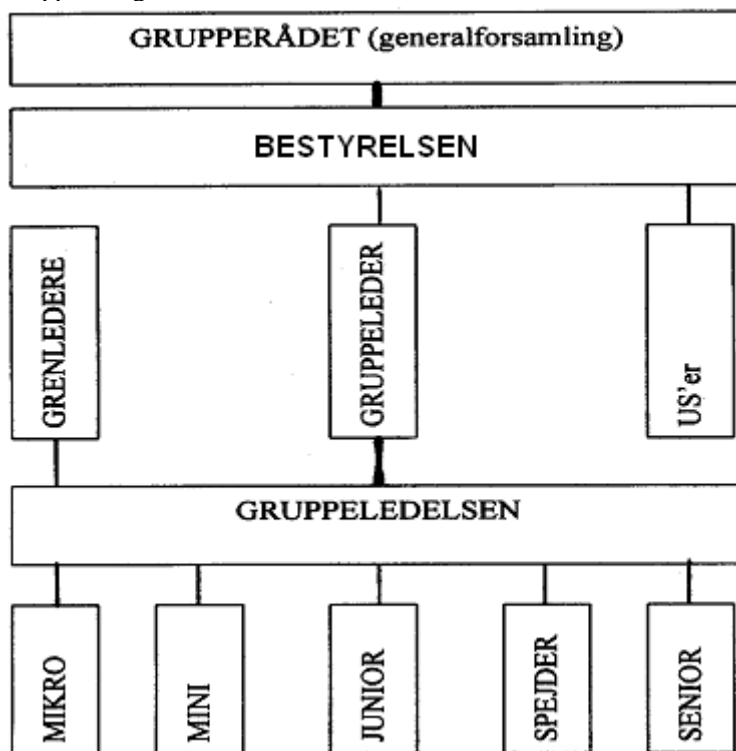 GRUPPERÅDET (generalforsamling)
BESTYRELSEN
GRENLEDERE
GRUPPELEDER
US'er
GRUPPELEDELSEN
MIKRO
MINI
JUNIOR
SPEJDER
SENIOR